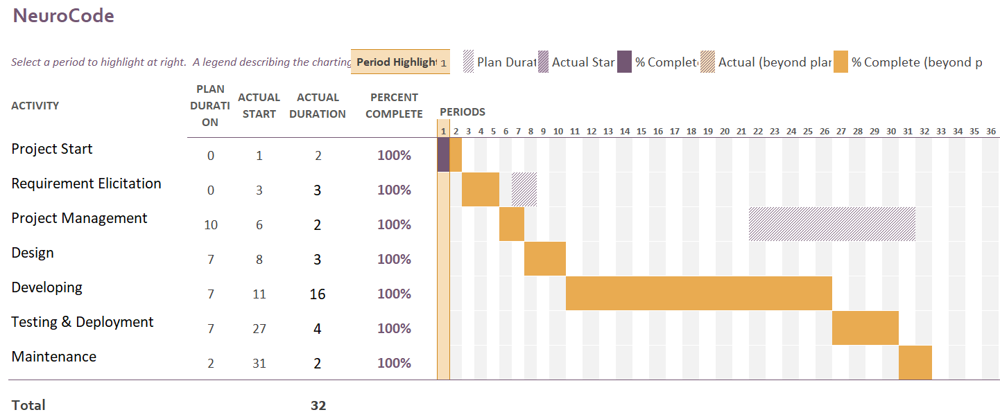 NeuroCode
Select a period to highlight at right.  A legend describing the charting
Period Highlight 1
Plan Durat
Actual Star
% Complete
Actual (beyond plan
% Complete (beyond p
ACTIVITY
PLAN
DURATI
ON
ACTUAL
START
ACTUAL
DURATION
PERCENT
COMPLETE
PERIODS
1 2 3 4 5 6 7 8 9 10 11 12 13 14 15 16 17 18 19 20 21 22 23 24 25 26 27 28 29 30 31 32 33 34 35 36
Project Start 0 1 2 100%
Requirement Elicitation 0 3 3 100%
Project Management 10 6 2 100%
Design 7 8 3 100%
Developing 7 11 16 100%
Testing & Deployment 7 27 4 100%
Maintenance 2 31 2 100%
Total 32